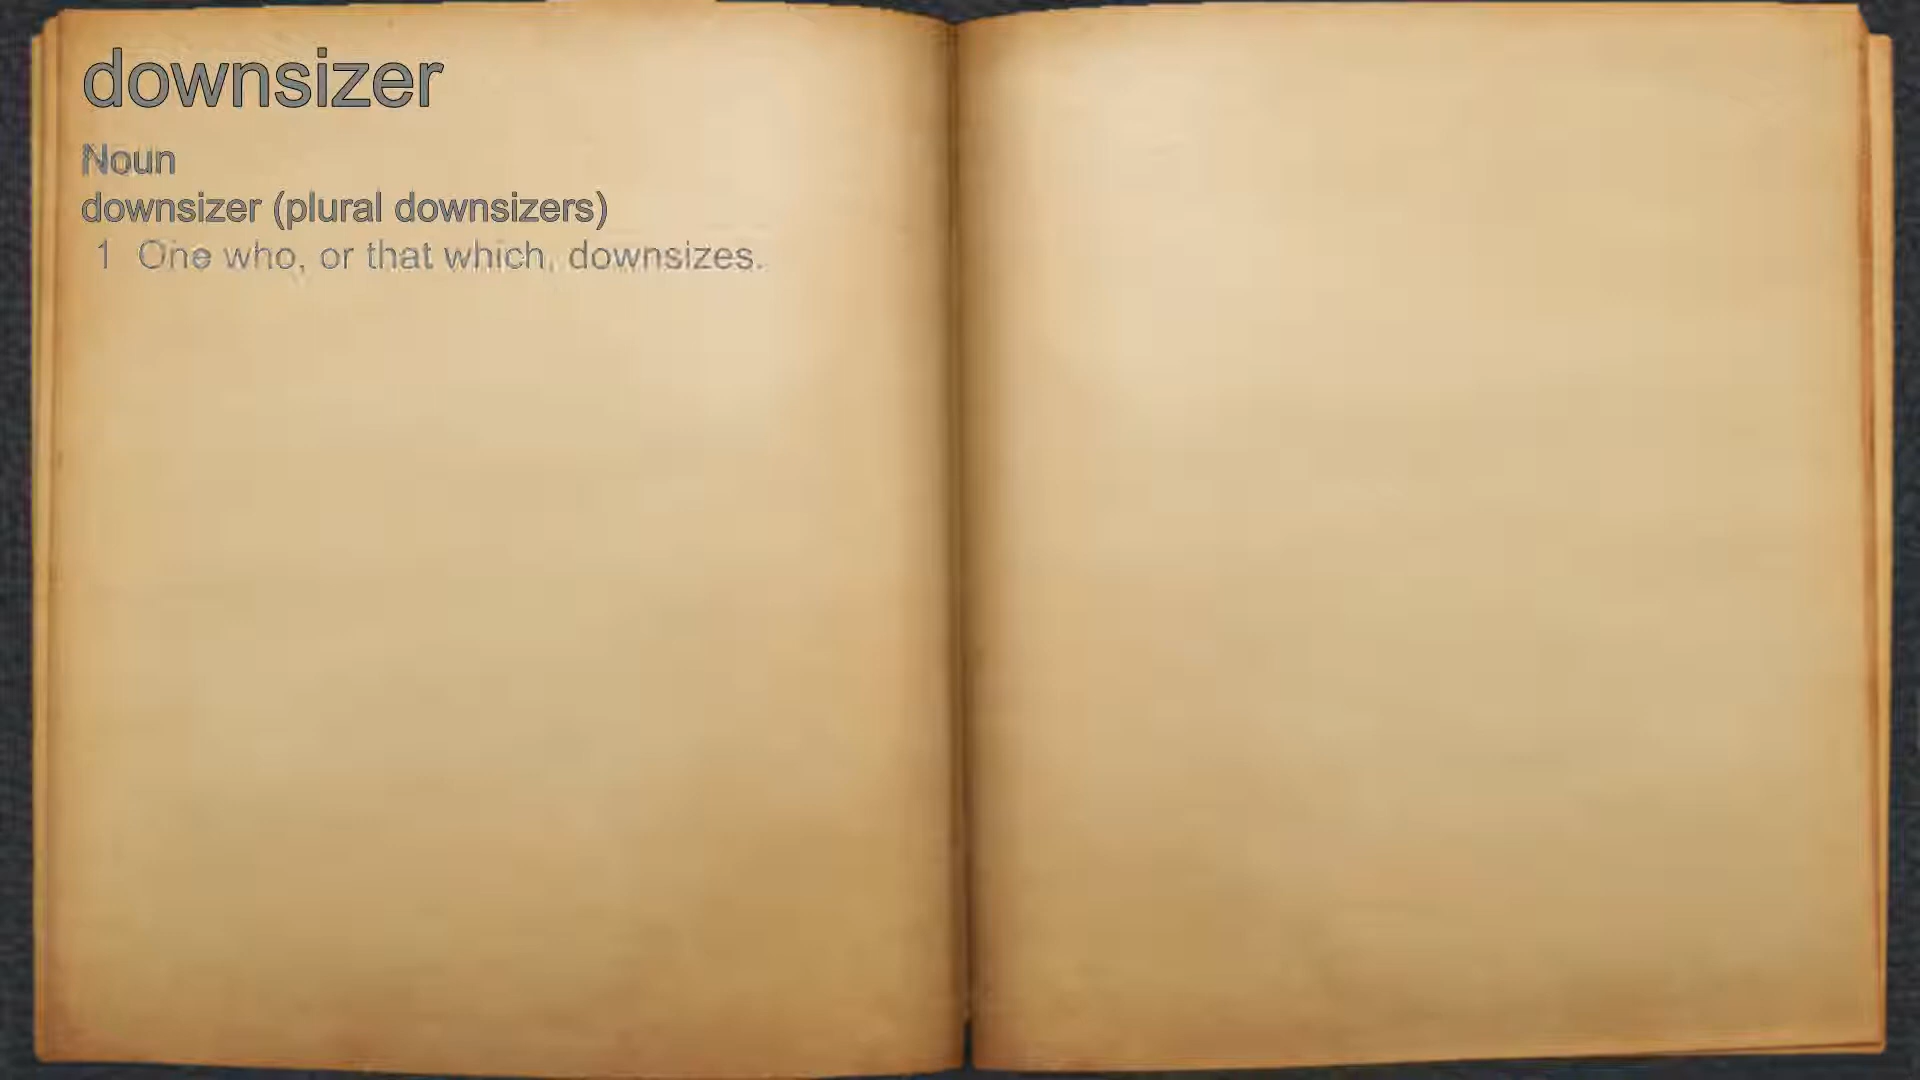 downsizer
Noun
downsizer (plural downsizers)
1 One who, or that which, downsizes.